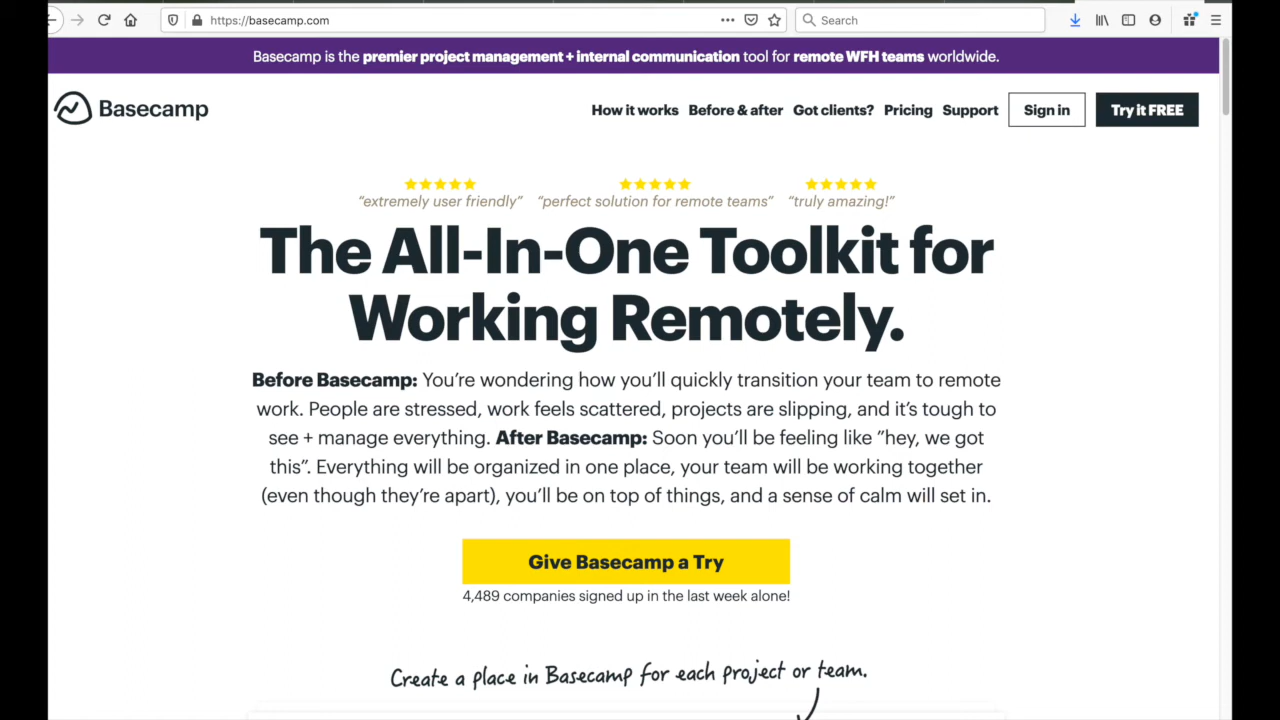 https://basecamp.com
Search
Basecamp is the premier project management + internal communication tool for remote WFH teams worldwide.
Basecamp
How it works Before & after Got clients? Pricing Support Sign in Try it FREE
“extremely user friendly” “perfect solution for remote teams” “truly amazing!”
The All-In-One Toolkit for
Working Remotely.
Before Basecamp: You’re wondering how you’ll quickly transition your team to remote
work. People are stressed, work feels scattered, projects are slipping, and it’s tough to
see + manage everything. After Basecamp: Soon you’ll be feeling like ”hey, we got
this”. Everything will be organized in one place, your team will be working together
(even though they’re apart), you’ll be on top of things, and a sense of calm will set in.
Give Basecamp a Try
4,489 companies signed up in the last week alone!
Create a place in Basecamp for each project or team.